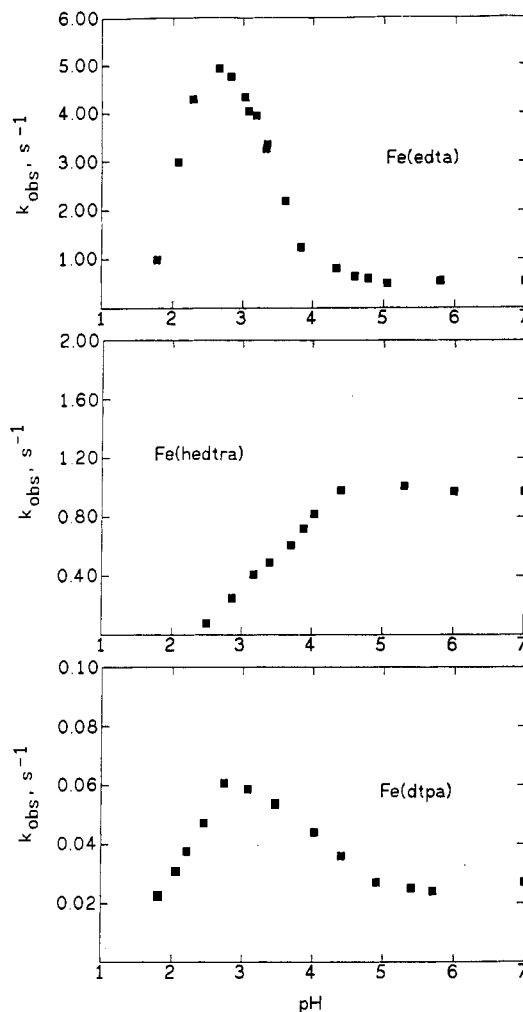 6.00
5.00
4.00
3.00
2.00
1.00
k obs, s⁻¹
Fe(edta)
1 2 3 4 5 6 7
2.00
1.60
1.20
0.80
0.40
k obs, s⁻¹
Fe(hedtra)
1 2 3 4 5 6 7
0.10
0.08
0.06
0.04
0.02
k obs, s⁻¹
Fe(dtpa)
1 2 3 4 5 6 7
pH